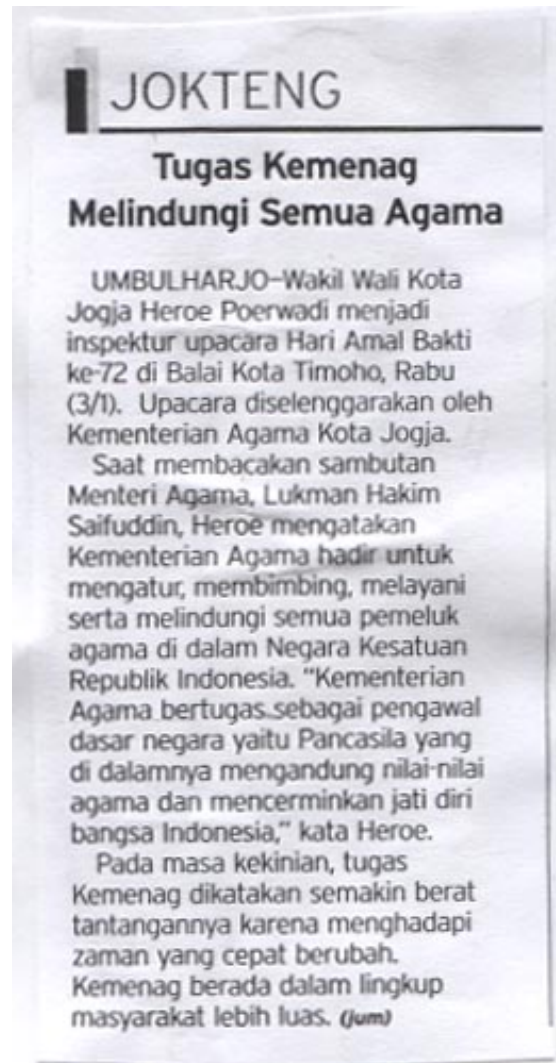 JOKTENG
Tugas Kemenag
Melindungi Semua Agama
UMBULHARJO–Wakil Wali Kota
Jogja Heroe Poerwadi menjadi
inspektur upacara Hari Amal Bakti
ke-72 di Balai Kota Timoho, Rabu
(3/1). Upacara diselenggarakan oleh
Kementerian Agama Kota Jogja.
Saat membacakan sambutan
Menteri Agama, Lukman Hakim
Saifuddin, Heroe mengatakan
Kementerian Agama hadir untuk
mengatur, membimbing, melayani
serta melindungi semua pemeluk
agama di dalam Negara Kesatuan
Republik Indonesia. “Kementerian
Agama bertugas sebagai pengawal
dasar negara yaitu Pancasila yang
di dalamnya mengandung nilai-nilai
agama dan mencerminkan jati diri
bangsa Indonesia,” kata Heroe.
Pada masa kekinian, tugas
Kemenag dikatakan semakin berat
tantangannya karena menghadapi
zaman yang cepat berubah.
Kemenag berada dalam lingkup
masyarakat lebih luas. (jum)